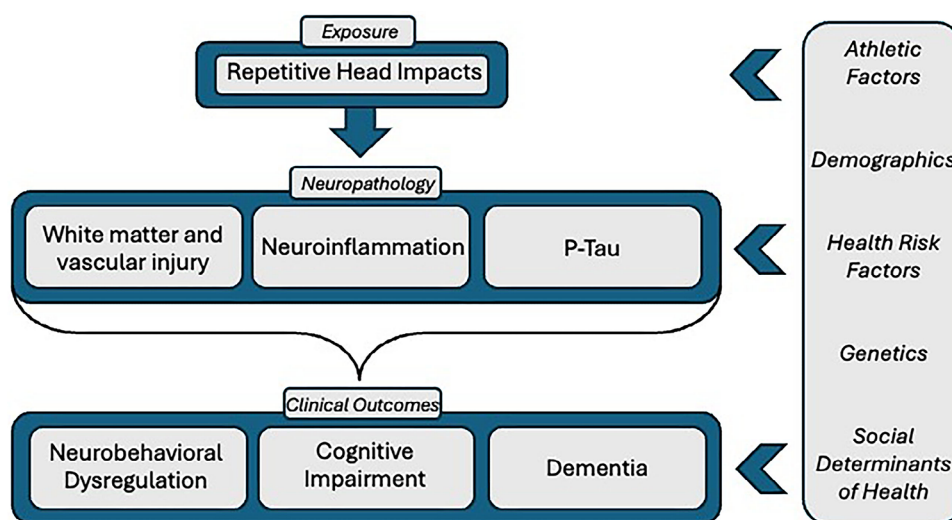 Exposure
Repetitive Head Impacts
Neuropathology
White matter and
vascular injury
Neuroinflammation
P-Tau
Clinical Outcomes
Neurobehavioral
Dysregulation
Cognitive
Impairment
Dementia
Athletic
Factors
Demographics
Health Risk
Factors
Genetics
Social
Determinants
of Health